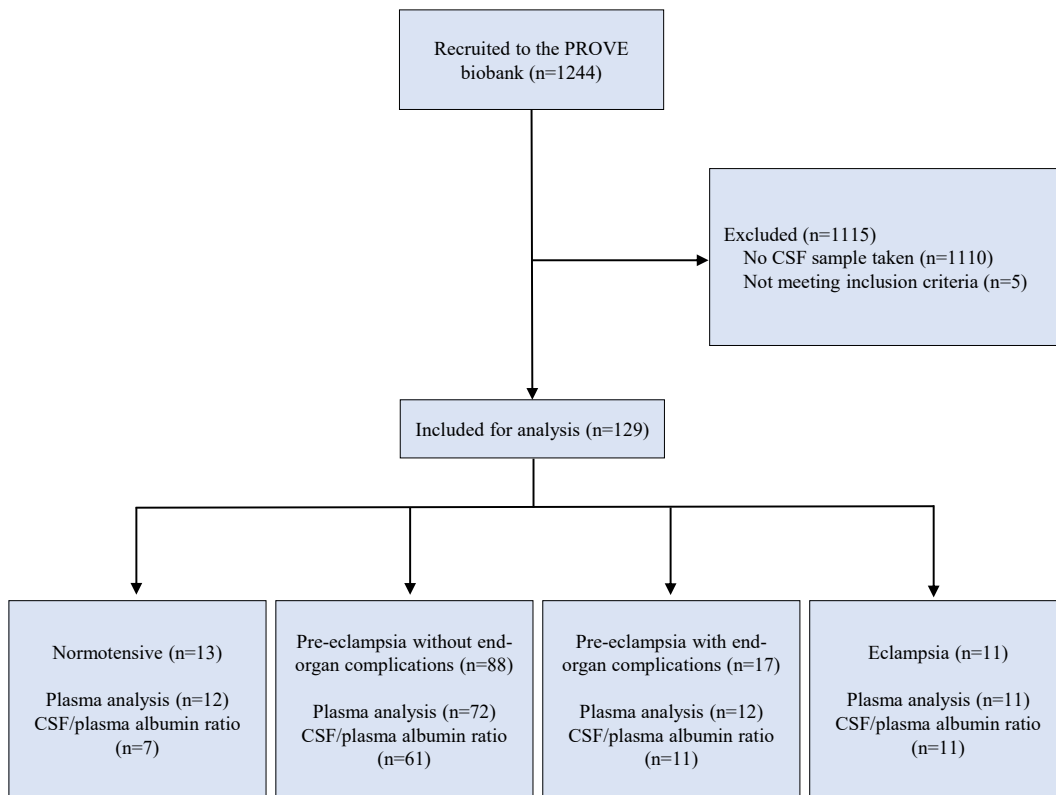 Recruited to the PROVE
biobank (n=1244)
Excluded (n=1115)
No CSF sample taken (n=1110)
Not meeting inclusion criteria (n=5)
Included for analysis (n=129)
Normotensive (n=13)
Plasma analysis (n=12)
CSF/plasma albumin ratio
(n=7)
Pre-eclampsia without end-
organ complications (n=88)
Plasma analysis (n=72)
CSF/plasma albumin ratio
(n=61)
Pre-eclampsia with end-
organ complications (n=17)
Plasma analysis (n=12)
CSF/plasma albumin ratio
(n=11)
Eclampsia (n=11)
Plasma analysis (n=11)
CSF/plasma albumin ratio
(n=11)